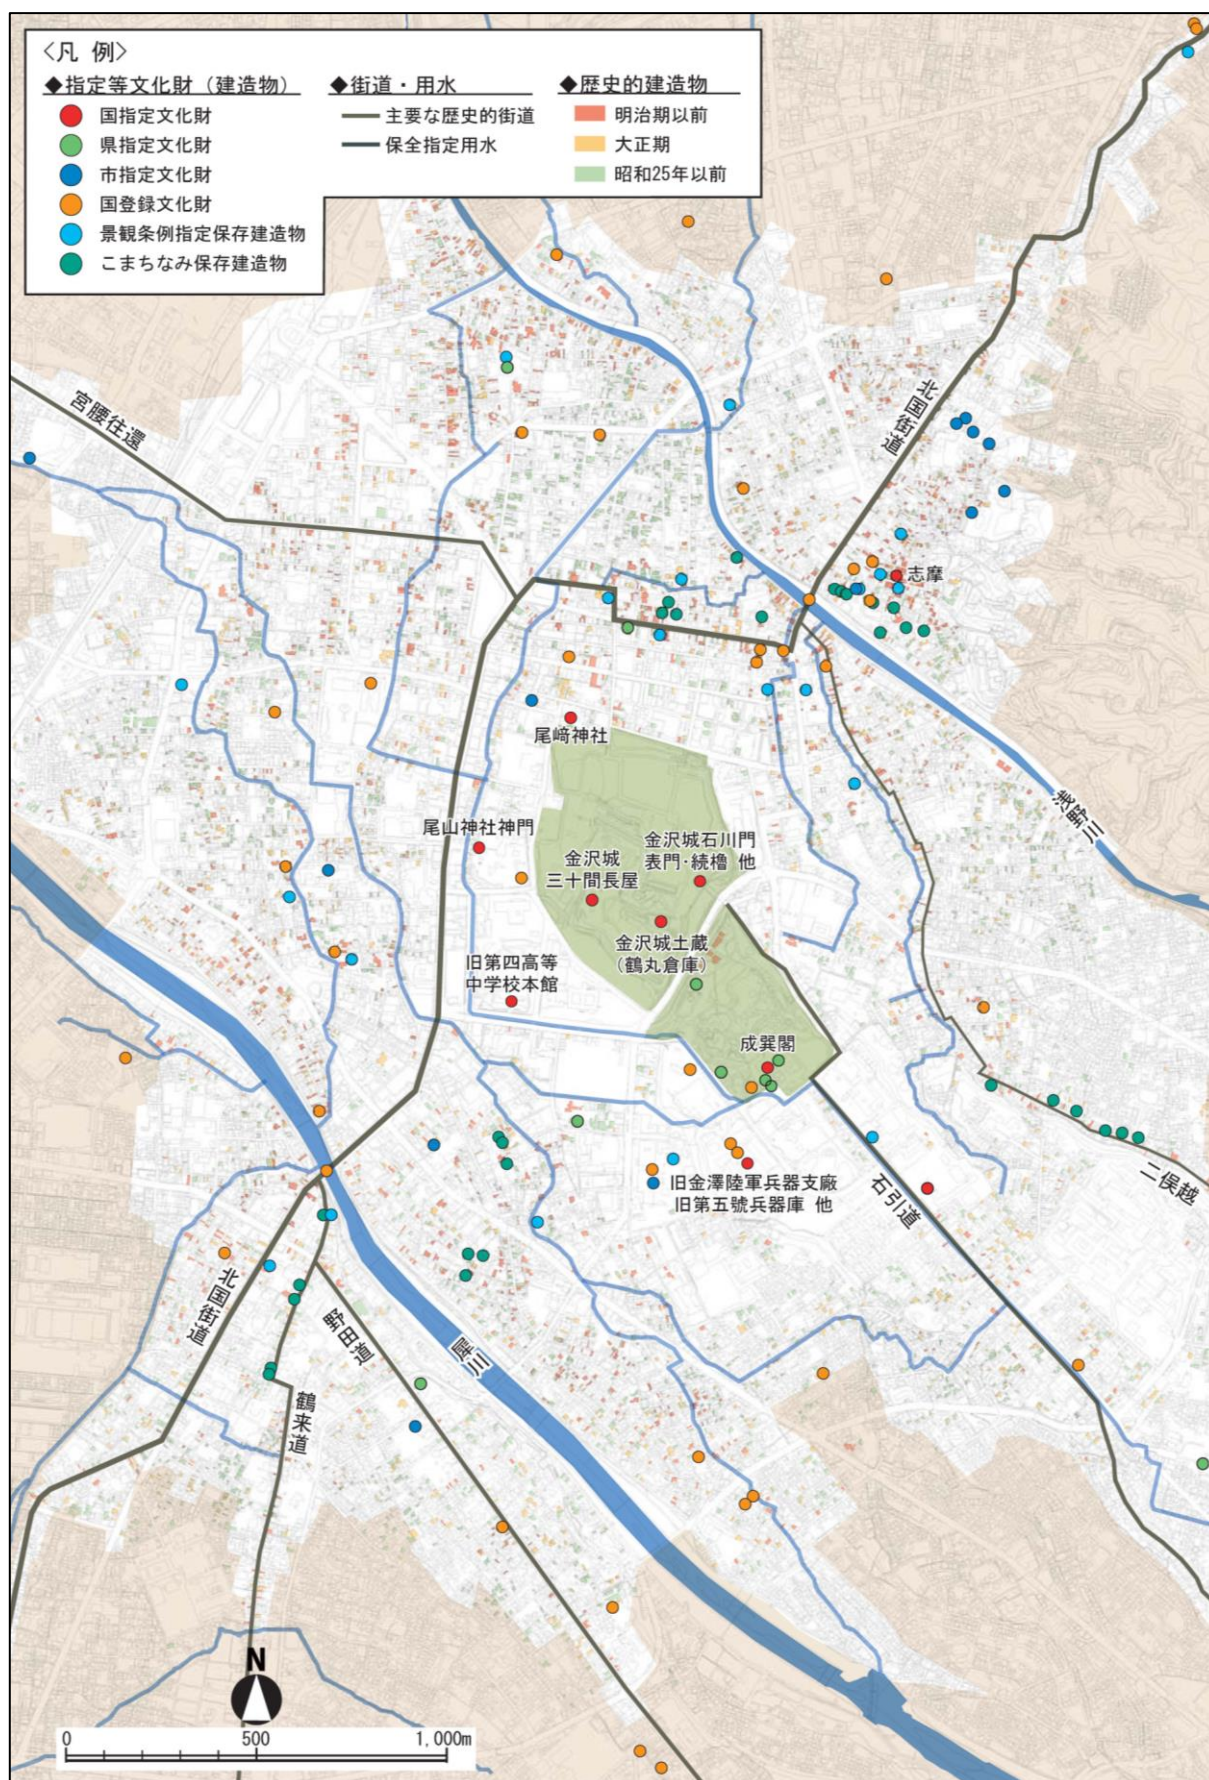 <凡 例>
◆指定等文化財（建造物）
国指定文化財
県指定文化財
市指定文化財
国登録文化財
景観条例指定保存建造物
こまちなみ保存建造物
◆街道・用水
主要な歴史的街道
保全指定用水
◆歴史的建造物
明治期以前
大正期
昭和25年以前
宮腰往還
北国街道
志摩
尾﨑神社
浅野川
尾山神社神門
金沢城
三十間長屋
金沢城石川門
表門・続櫓 他
金沢城土蔵
（鶴丸倉庫）
旧第四高等
中学校本館
成巽閣
旧金澤陸軍兵器支廠
旧第五號兵器庫 他
石引道
二俣越
北国街道
野田道
犀川
鶴来道
N
0 500 1,000m